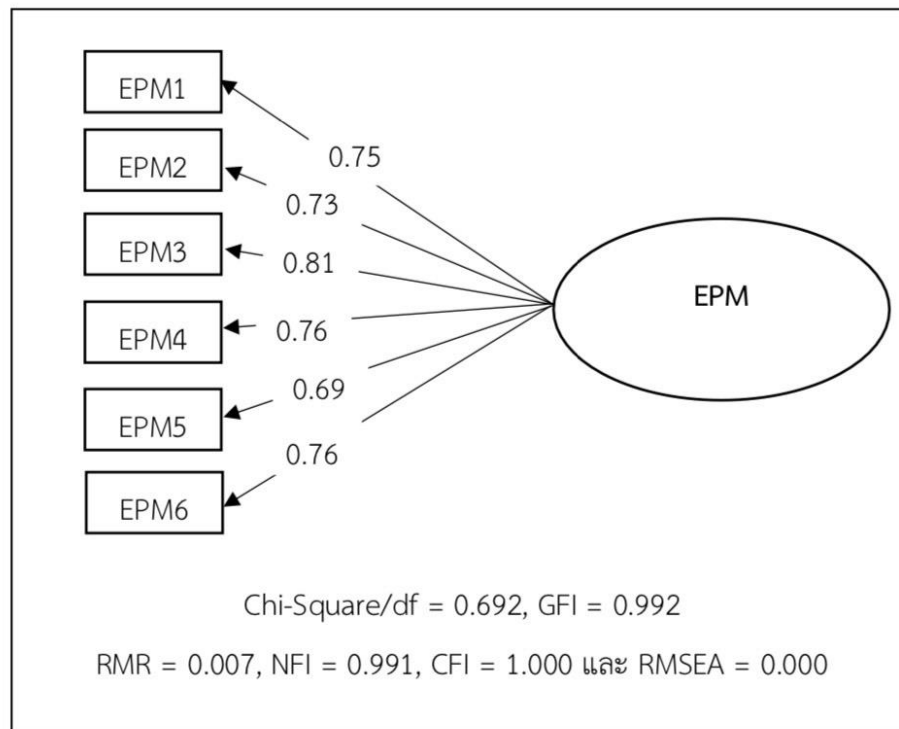 EPM1
0.75
EPM2
0.73
EPM3
0.81
EPM
EPM4
0.76
EPM5
0.69
EPM6
0.76
Chi-Square/df = 0.692, GFI = 0.992
RMR = 0.007, NFI = 0.991, CFI = 1.000 และ RMSEA = 0.000